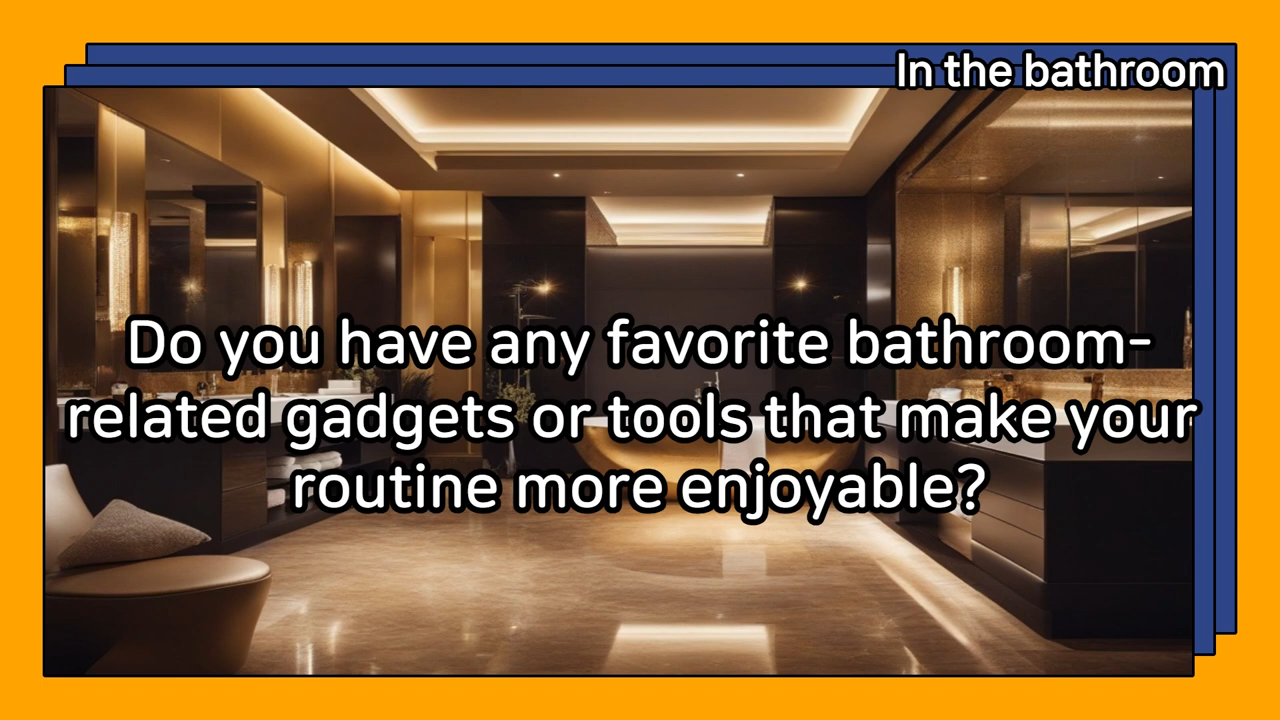 In the bathroom
Do you have any favorite bathroom-
related gadgets or tools that make your
routine more enjoyable?